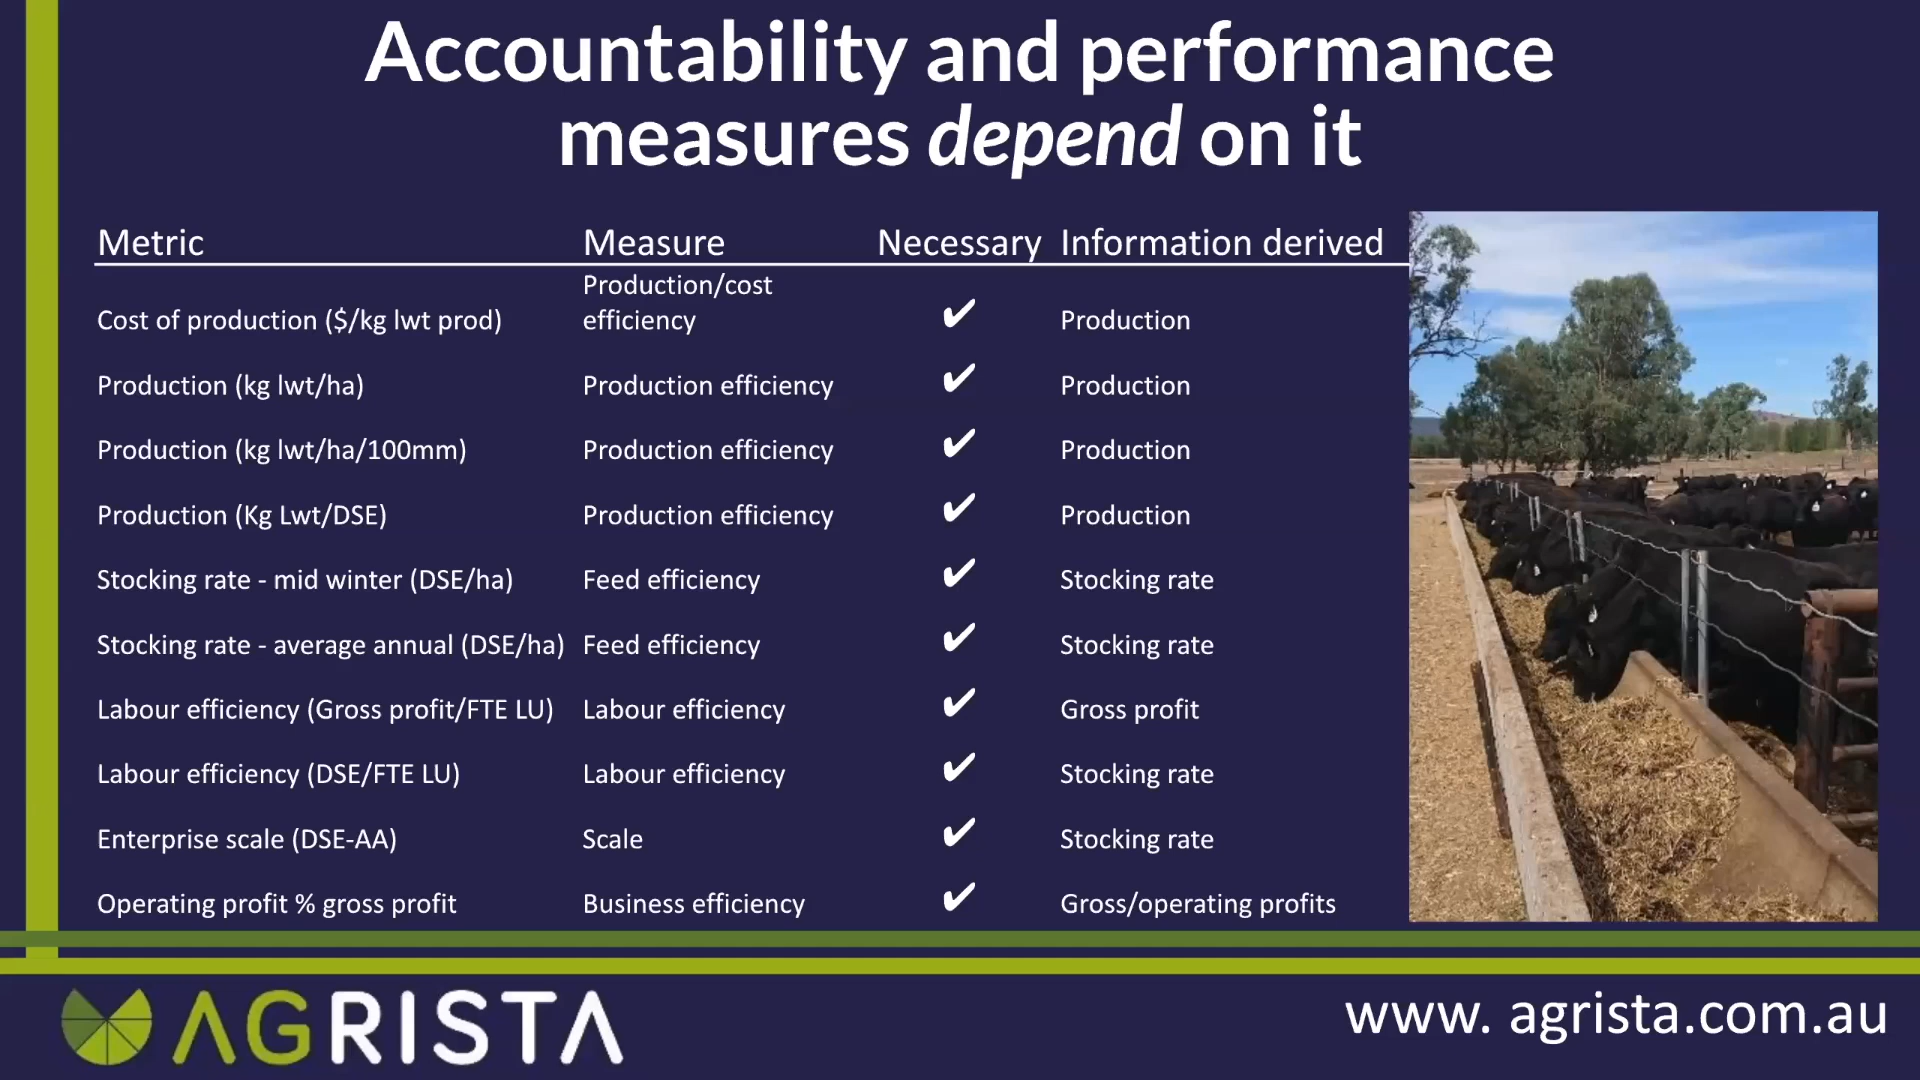 Accountability and performance
measures depend on it
Metric Measure Necessary Information derived
Cost of production ($/kg lwt prod) Production/cost efficiency ✔ Production
Production (kg lwt/ha) Production efficiency ✔ Production
Production (kg lwt/ha/100mm) Production efficiency ✔ Production
Production (Kg Lwt/DSE) Production efficiency ✔ Production
Stocking rate - mid winter (DSE/ha) Feed efficiency ✔ Stocking rate
Stocking rate - average annual (DSE/ha) Feed efficiency ✔ Stocking rate
Labour efficiency (Gross profit/FTE LU) Labour efficiency ✔ Gross profit
Labour efficiency (DSE/FTE LU) Labour efficiency ✔ Stocking rate
Enterprise scale (DSE-AA) Scale ✔ Stocking rate
Operating profit % gross profit Business efficiency ✔ Gross/operating profits
AGRISTA
www. agrista.com.au